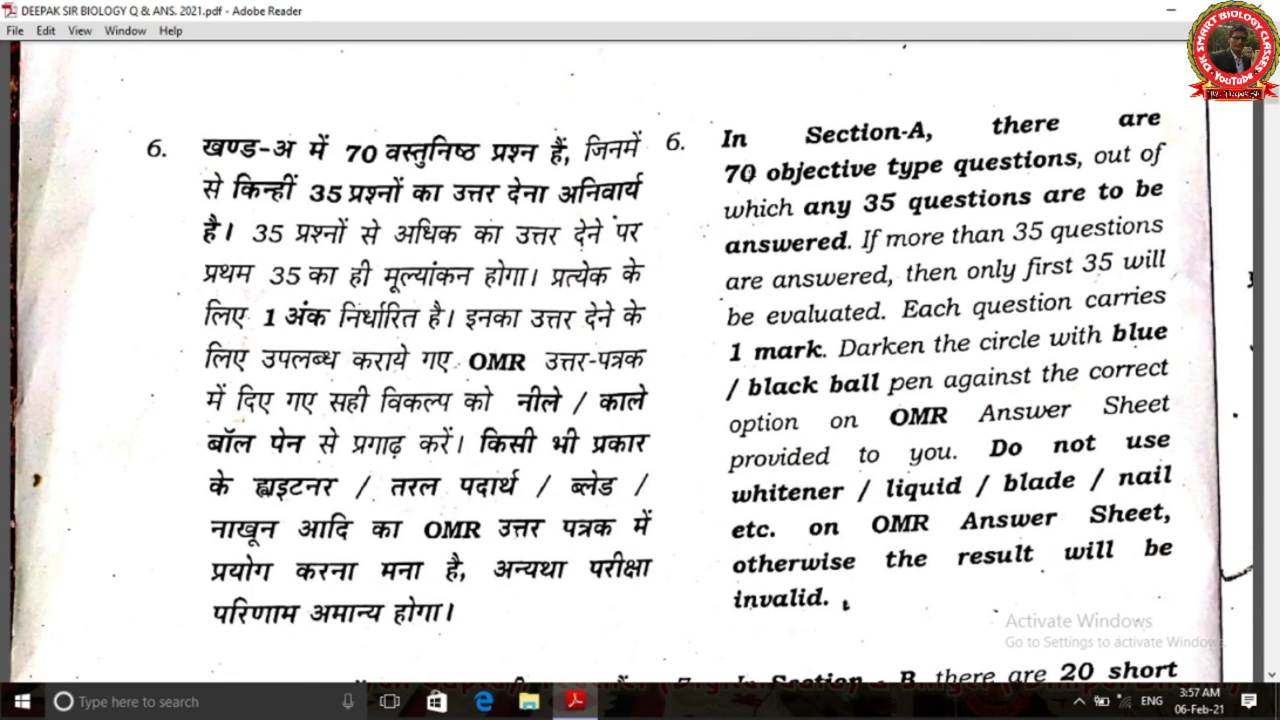 DEEPAK SIR BIOLOGY Q & ANS. 2021.pdf - Adobe Reader
File Edit View Window Help
DK SMART BIOLOGY CLASSES
YouTube
6. खण्ड-अ में 70 वस्तुनिष्ठ प्रश्न हैं, जिनमें
से किन्हीं 35 प्रश्नों का उत्तर देना अनिवार्य
है। 35 प्रश्नों से अधिक का उत्तर देने पर
प्रथम 35 का ही मूल्यांकन होगा। प्रत्येक के
लिए 1 अंक निर्धारित है। इनका उत्तर देने के
लिए उपलब्ध कराये गए OMR उत्तर-पत्रक
में दिए गए सही विकल्प को नीले / काले
बॉल पेन से प्रगाढ़ करें। किसी भी प्रकार
के ह्वाइटनर / तरल पदार्थ / ब्लेड /
नाखून आदि का OMR उत्तर पत्रक में
प्रयोग करना मना है, अन्यथा परीक्षा
परिणाम अमान्य होगा।
6. In Section-A, there are
70 objective type questions, out of
which any 35 questions are to be
answered. If more than 35 questions
are answered, then only first 35 will
be evaluated. Each question carries
1 mark. Darken the circle with blue
/ black ball pen against the correct
option on OMR Answer Sheet
provided to you. Do not use
whitener / liquid / blade / nail
etc. on OMR Answer Sheet,
otherwise the result will be
invalid.
7. In Section - B, there are 20 short
Activate Windows
Go to Settings to activate Windows.
Type here to search
ENG
3:57 AM
06-Feb-21